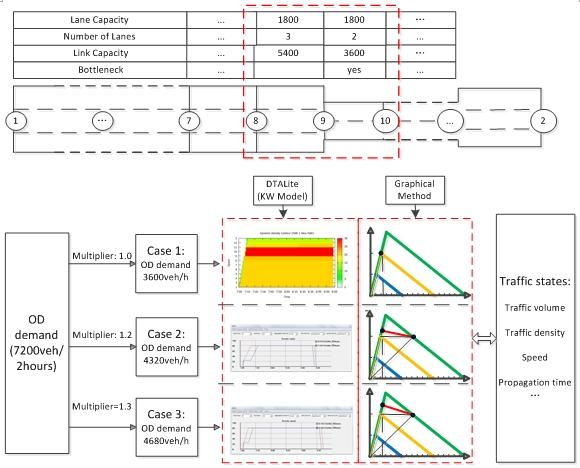 Lane Capacity ... 1800 1800 ...
Number of Lanes ... 3 2 ...
Link Capacity ... 5400 3600 ...
Bottleneck ... yes ...
1 ... 7 8 9 10 ... 2
DTALite
(KW Model)
Graphical
Method
OD
demand
(7200veh/
2hours)
Multiplier: 1.0
Case 1:
OD demand
3600veh/h
Multiplier: 1.2
Case 2:
OD demand
4320veh/h
Multiplier=1.3
Case 3:
OD demand
4680veh/h
Traffic states:
Traffic volume
Traffic density
Speed
Propagation time
...